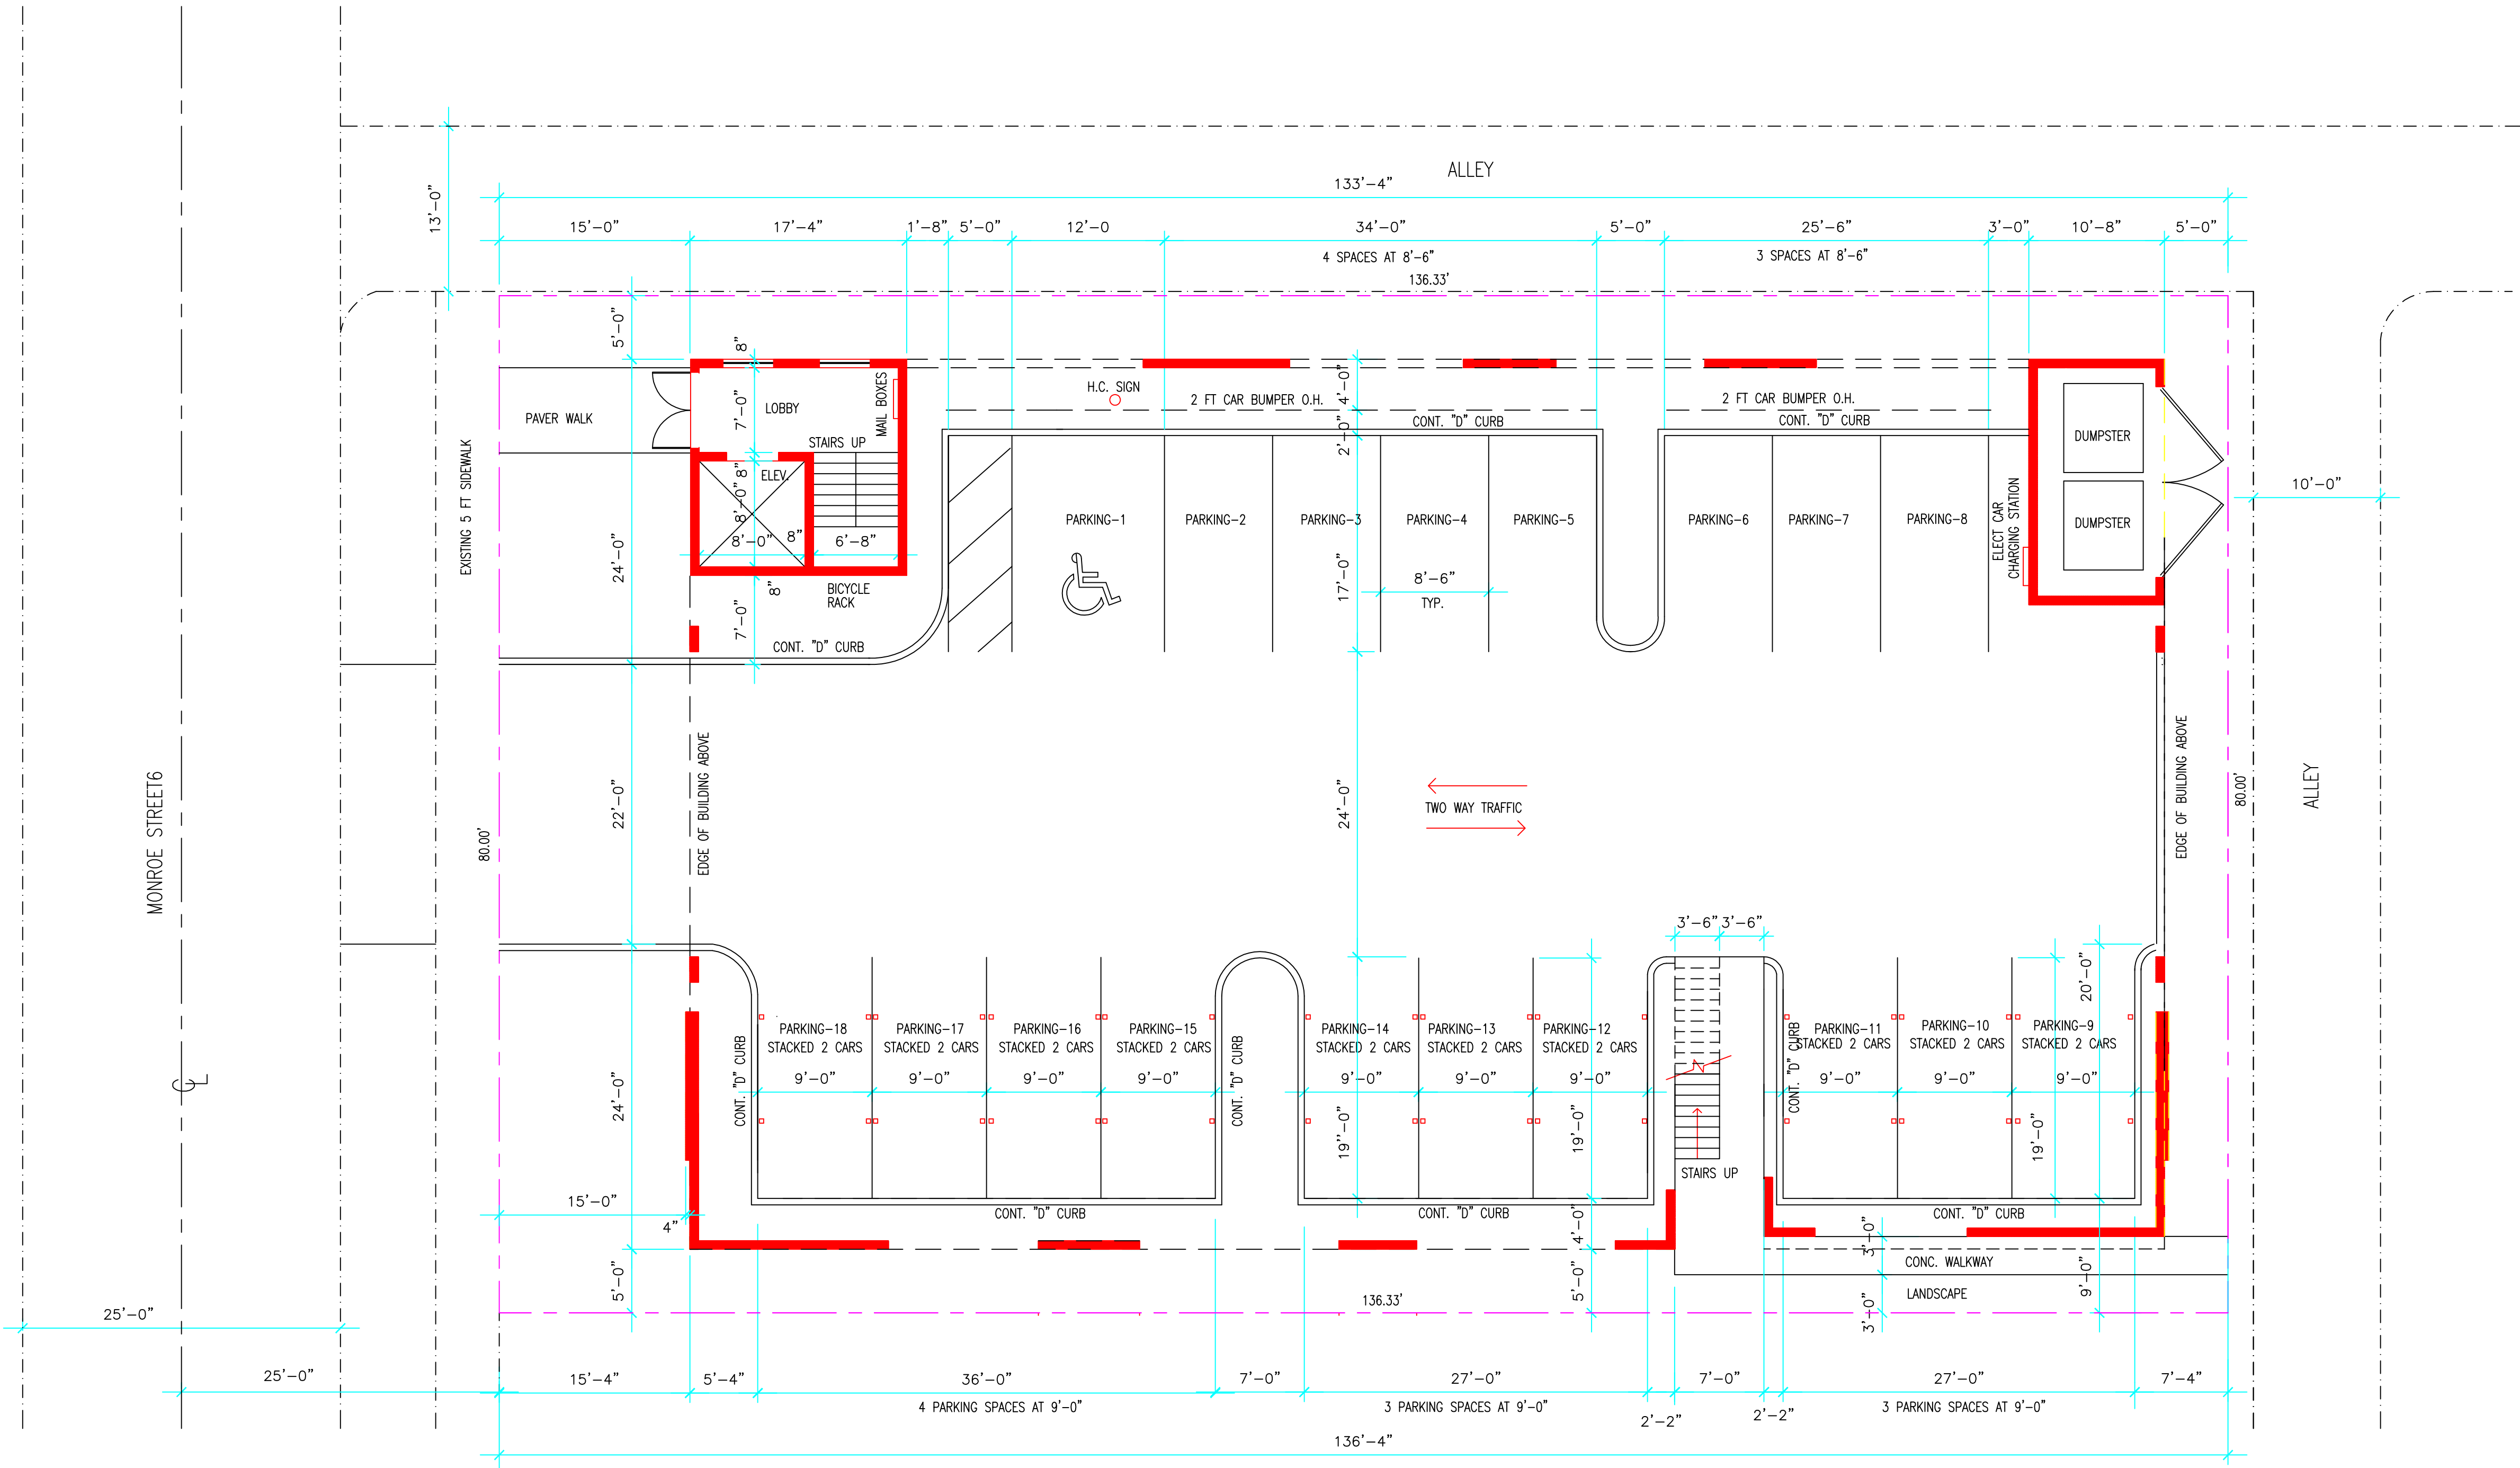 ALLEY
133'-4"
13'-0"
15'-0"
17'-4"
1'-8"
5'-0"
12'-0
34'-0"
5'-0"
25'-6"
3'-0"
10'-8"
5'-0"
4 SPACES AT 8'-6"
3 SPACES AT 8'-6"
136.33'
5'-0"
8"
H.C. SIGN
2 FT CAR BUMPER O.H.
4'-0"
2 FT CAR BUMPER O.H.
PAVER WALK
LOBBY
7'-0"
MAIL BOXES
CONT. "D" CURB
CONT. "D" CURB
2'-0"
STAIRS UP
DUMPSTER
EXISTING 5 FT SIDEWALK
8"
ELEV.
8'-0"
10'-0"
PARKING-1
PARKING-2
PARKING-3
PARKING-4
PARKING-5
PARKING-6
PARKING-7
PARKING-8
ELECT CAR
CHARGING STATION
DUMPSTER
24'-0"
8'-0"
8"
6'-8"
17'-0"
8'-6"
TYP.
8"
BICYCLE
RACK
7'-0"
CONT. "D" CURB
MONROE STREET6
80.00'
22'-0"
EDGE OF BUILDING ABOVE
24'-0"
TWO WAY TRAFFIC
EDGE OF BUILDING ABOVE
80.00'
ALLEY
3'-6"
3'-6"
20'-0"
PARKING-18
STACKED 2 CARS
PARKING-17
STACKED 2 CARS
PARKING-16
STACKED 2 CARS
PARKING-15
STACKED 2 CARS
PARKING-14
STACKED 2 CARS
PARKING-13
STACKED 2 CARS
PARKING-12
STACKED 2 CARS
PARKING-11
STACKED 2 CARS
PARKING-10
STACKED 2 CARS
PARKING-9
STACKED 2 CARS
CL
24'-0"
CONT. "D" CURB
9'-0"
9'-0"
9'-0"
9'-0"
CONT. "D" CURB
9'-0"
9'-0"
9'-0"
CONT. "D" CURB
9'-0"
9'-0"
9'-0"
19''-0"
19'-0"
19'-0"
STAIRS UP
15'-0"
4"
CONT. "D" CURB
CONT. "D" CURB
CONT. "D" CURB
4'-0"
3'-0"
CONC. WALKWAY
9'-0"
5'-0"
5'-0"
LANDSCAPE
3'-0"
136.33'
25'-0"
25'-0"
15'-4"
5'-4"
36'-0"
7'-0"
27'-0"
7'-0"
27'-0"
7'-4"
4 PARKING SPACES AT 9'-0"
3 PARKING SPACES AT 9'-0"
2'-2"
2'-2"
3 PARKING SPACES AT 9'-0"
136'-4"